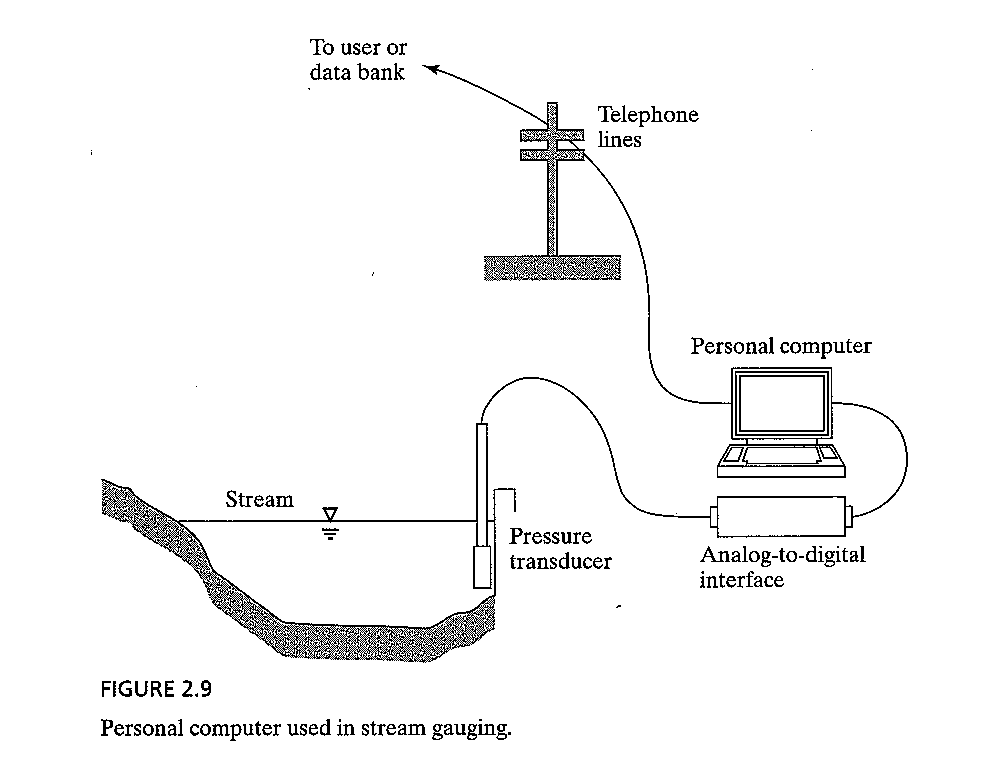 To user or
data bank
Telephone
lines
Personal computer
Stream
Pressure
transducer
Analog-to-digital
interface
FIGURE 2.9
Personal computer used in stream gauging.